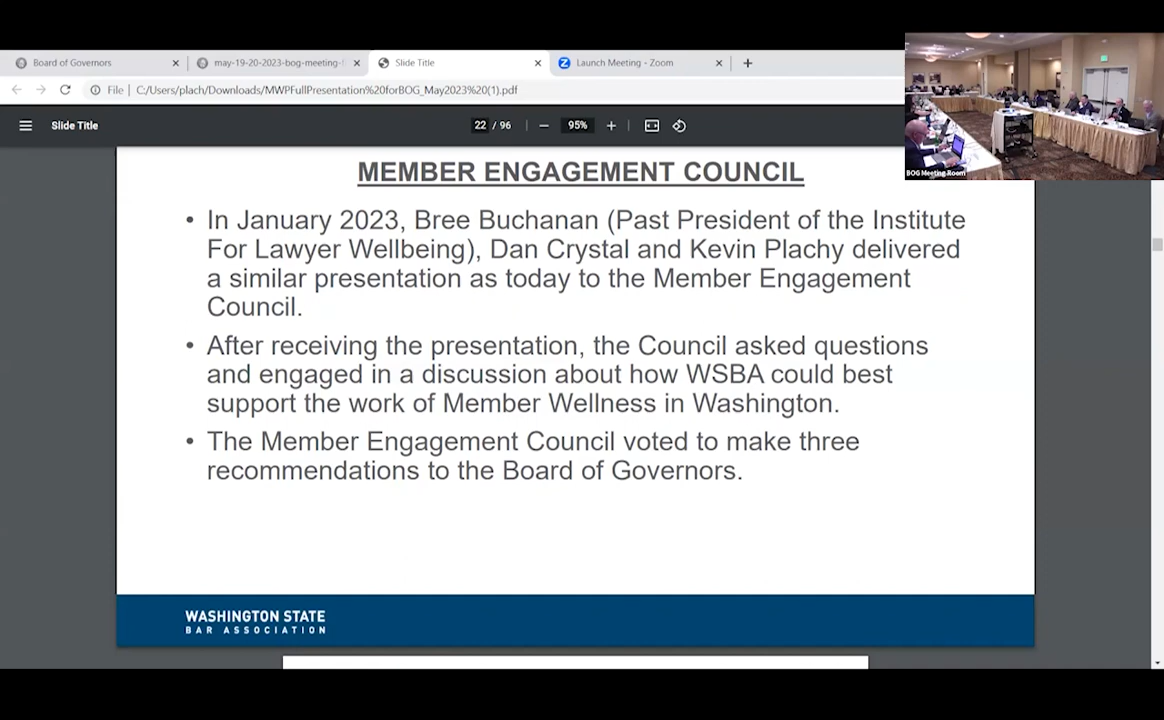 Board of Governors
may-19-20-2023-bog-meeting-
Slide Title
Launch Meeting - Zoom
File | C:/Users/plach/Downloads/MWPFullPresentation%20forBOG_May2023%20(1).pdf
Slide Title
22 / 96
95%
BOG Meeting Room
MEMBER ENGAGEMENT COUNCIL
• In January 2023, Bree Buchanan (Past President of the Institute
For Lawyer Wellbeing), Dan Crystal and Kevin Plachy delivered
a similar presentation as today to the Member Engagement
Council.
• After receiving the presentation, the Council asked questions
and engaged in a discussion about how WSBA could best
support the work of Member Wellness in Washington.
• The Member Engagement Council voted to make three
recommendations to the Board of Governors.
WASHINGTON STATE
BAR ASSOCIATION